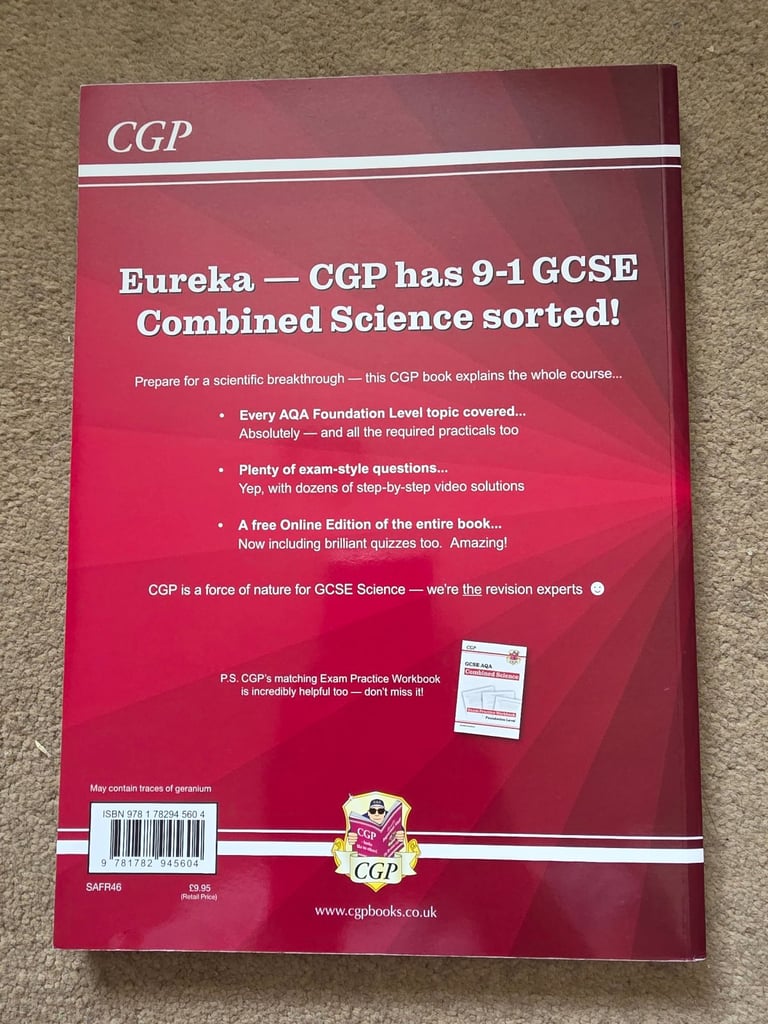 CGP
Eureka — CGP has 9-1 GCSE
Combined Science sorted!
Prepare for a scientific breakthrough — this CGP book explains the whole course...
• Every AQA Foundation Level topic covered...
Absolutely — and all the required practicals too
• Plenty of exam-style questions...
Yep, with dozens of step-by-step video solutions
• A free Online Edition of the entire book...
Now including brilliant quizzes too. Amazing!
CGP is a force of nature for GCSE Science — we're the revision experts
P.S. CGP's matching Exam Practice Workbook
is incredibly helpful too — don't miss it!
CGP
GCSE AQA
Combined Science
Exam Practice Workbook
Foundation Level
May contain traces of geranium
ISBN 978 1 78294 560 4
9 781782 945604
SAFR46
£9.95
(Retail Price)
CGP
CGP
www.cgpbooks.co.uk